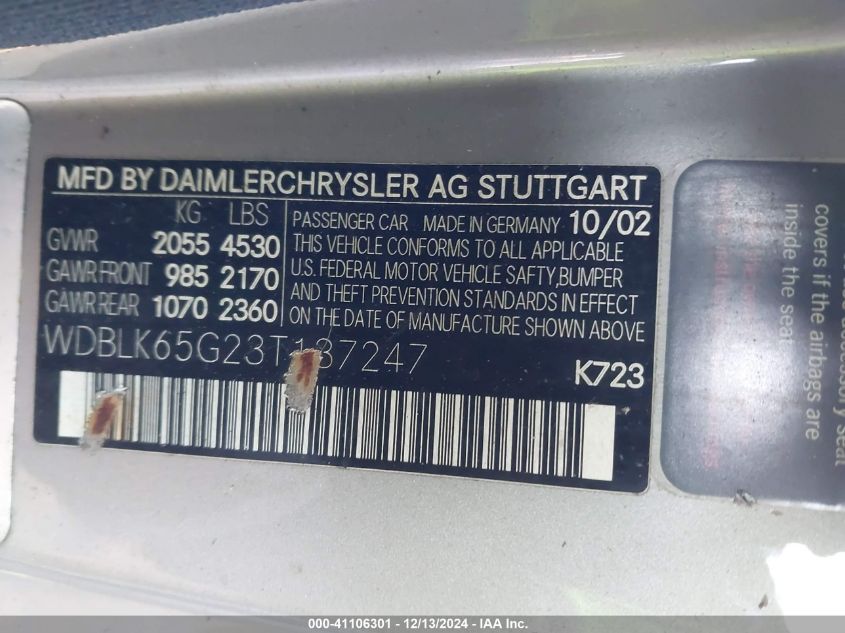 MFD BY DAIMLERCHRYSLER AG STUTTGART
KG LBS
GVWR 2055 4530
GAWR FRONT 985 2170
GAWR REAR 1070 2360
PASSENGER CAR MADE IN GERMANY 10/02
THIS VEHICLE CONFORMS TO ALL APPLICABLE
U.S. FEDERAL MOTOR VEHICLE SAFTY,BUMPER
AND THEFT PREVENTION STANDARDS IN EFFECT
ON THE DATE OF MANUFACTURE SHOWN ABOVE
WDBLK65G23T137247
K723
accessory seat
covers if the airbags are
inside the seat.
000-41106301 - 12/13/2024 - IAA Inc.